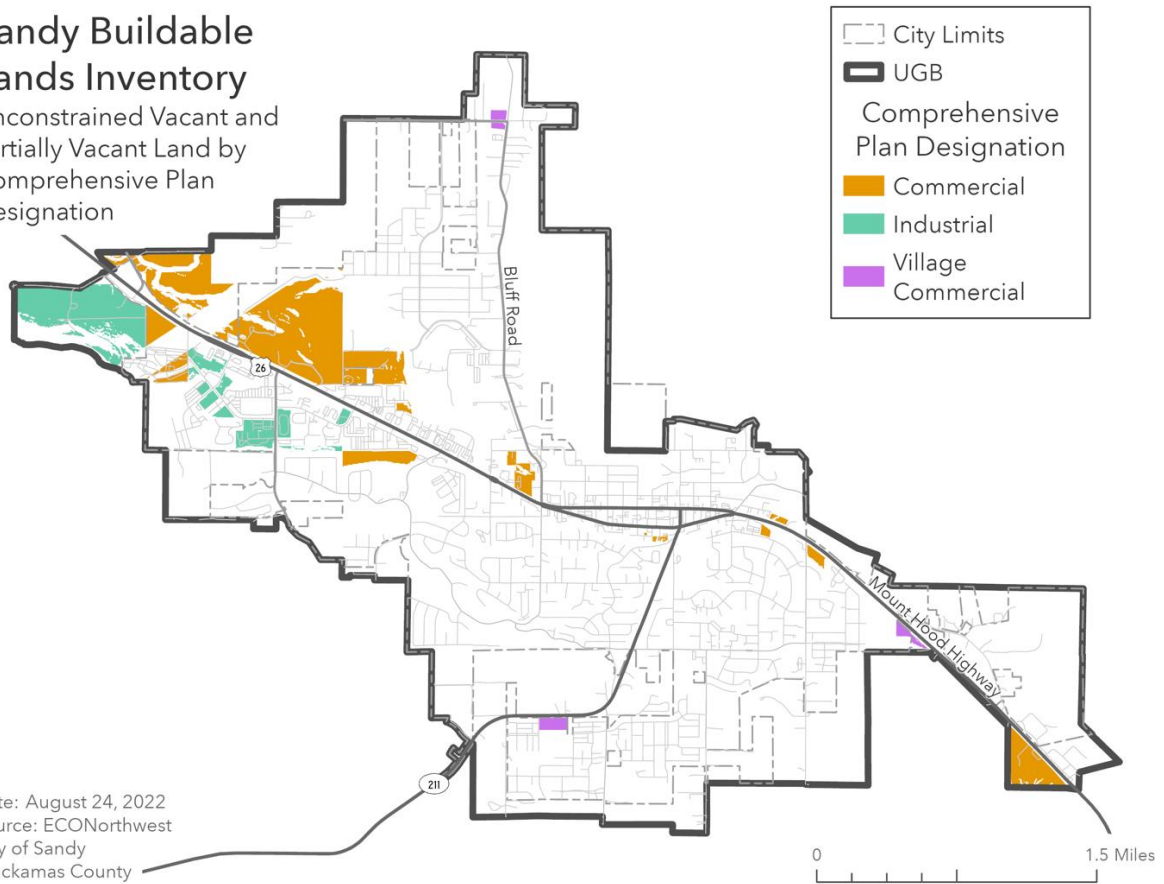 andy Buildable
ands Inventory
nconstrained Vacant and
artially Vacant Land by
omprehensive Plan
esignation
City Limits
UGB
Comprehensive
Plan Designation
Commercial
Industrial
Village
Commercial
Bluff Road
26
Mount Hood Highway
211
te: August 24, 2022
urce: ECONorthwest
y of Sandy
ckamas County
0
1.5 Miles